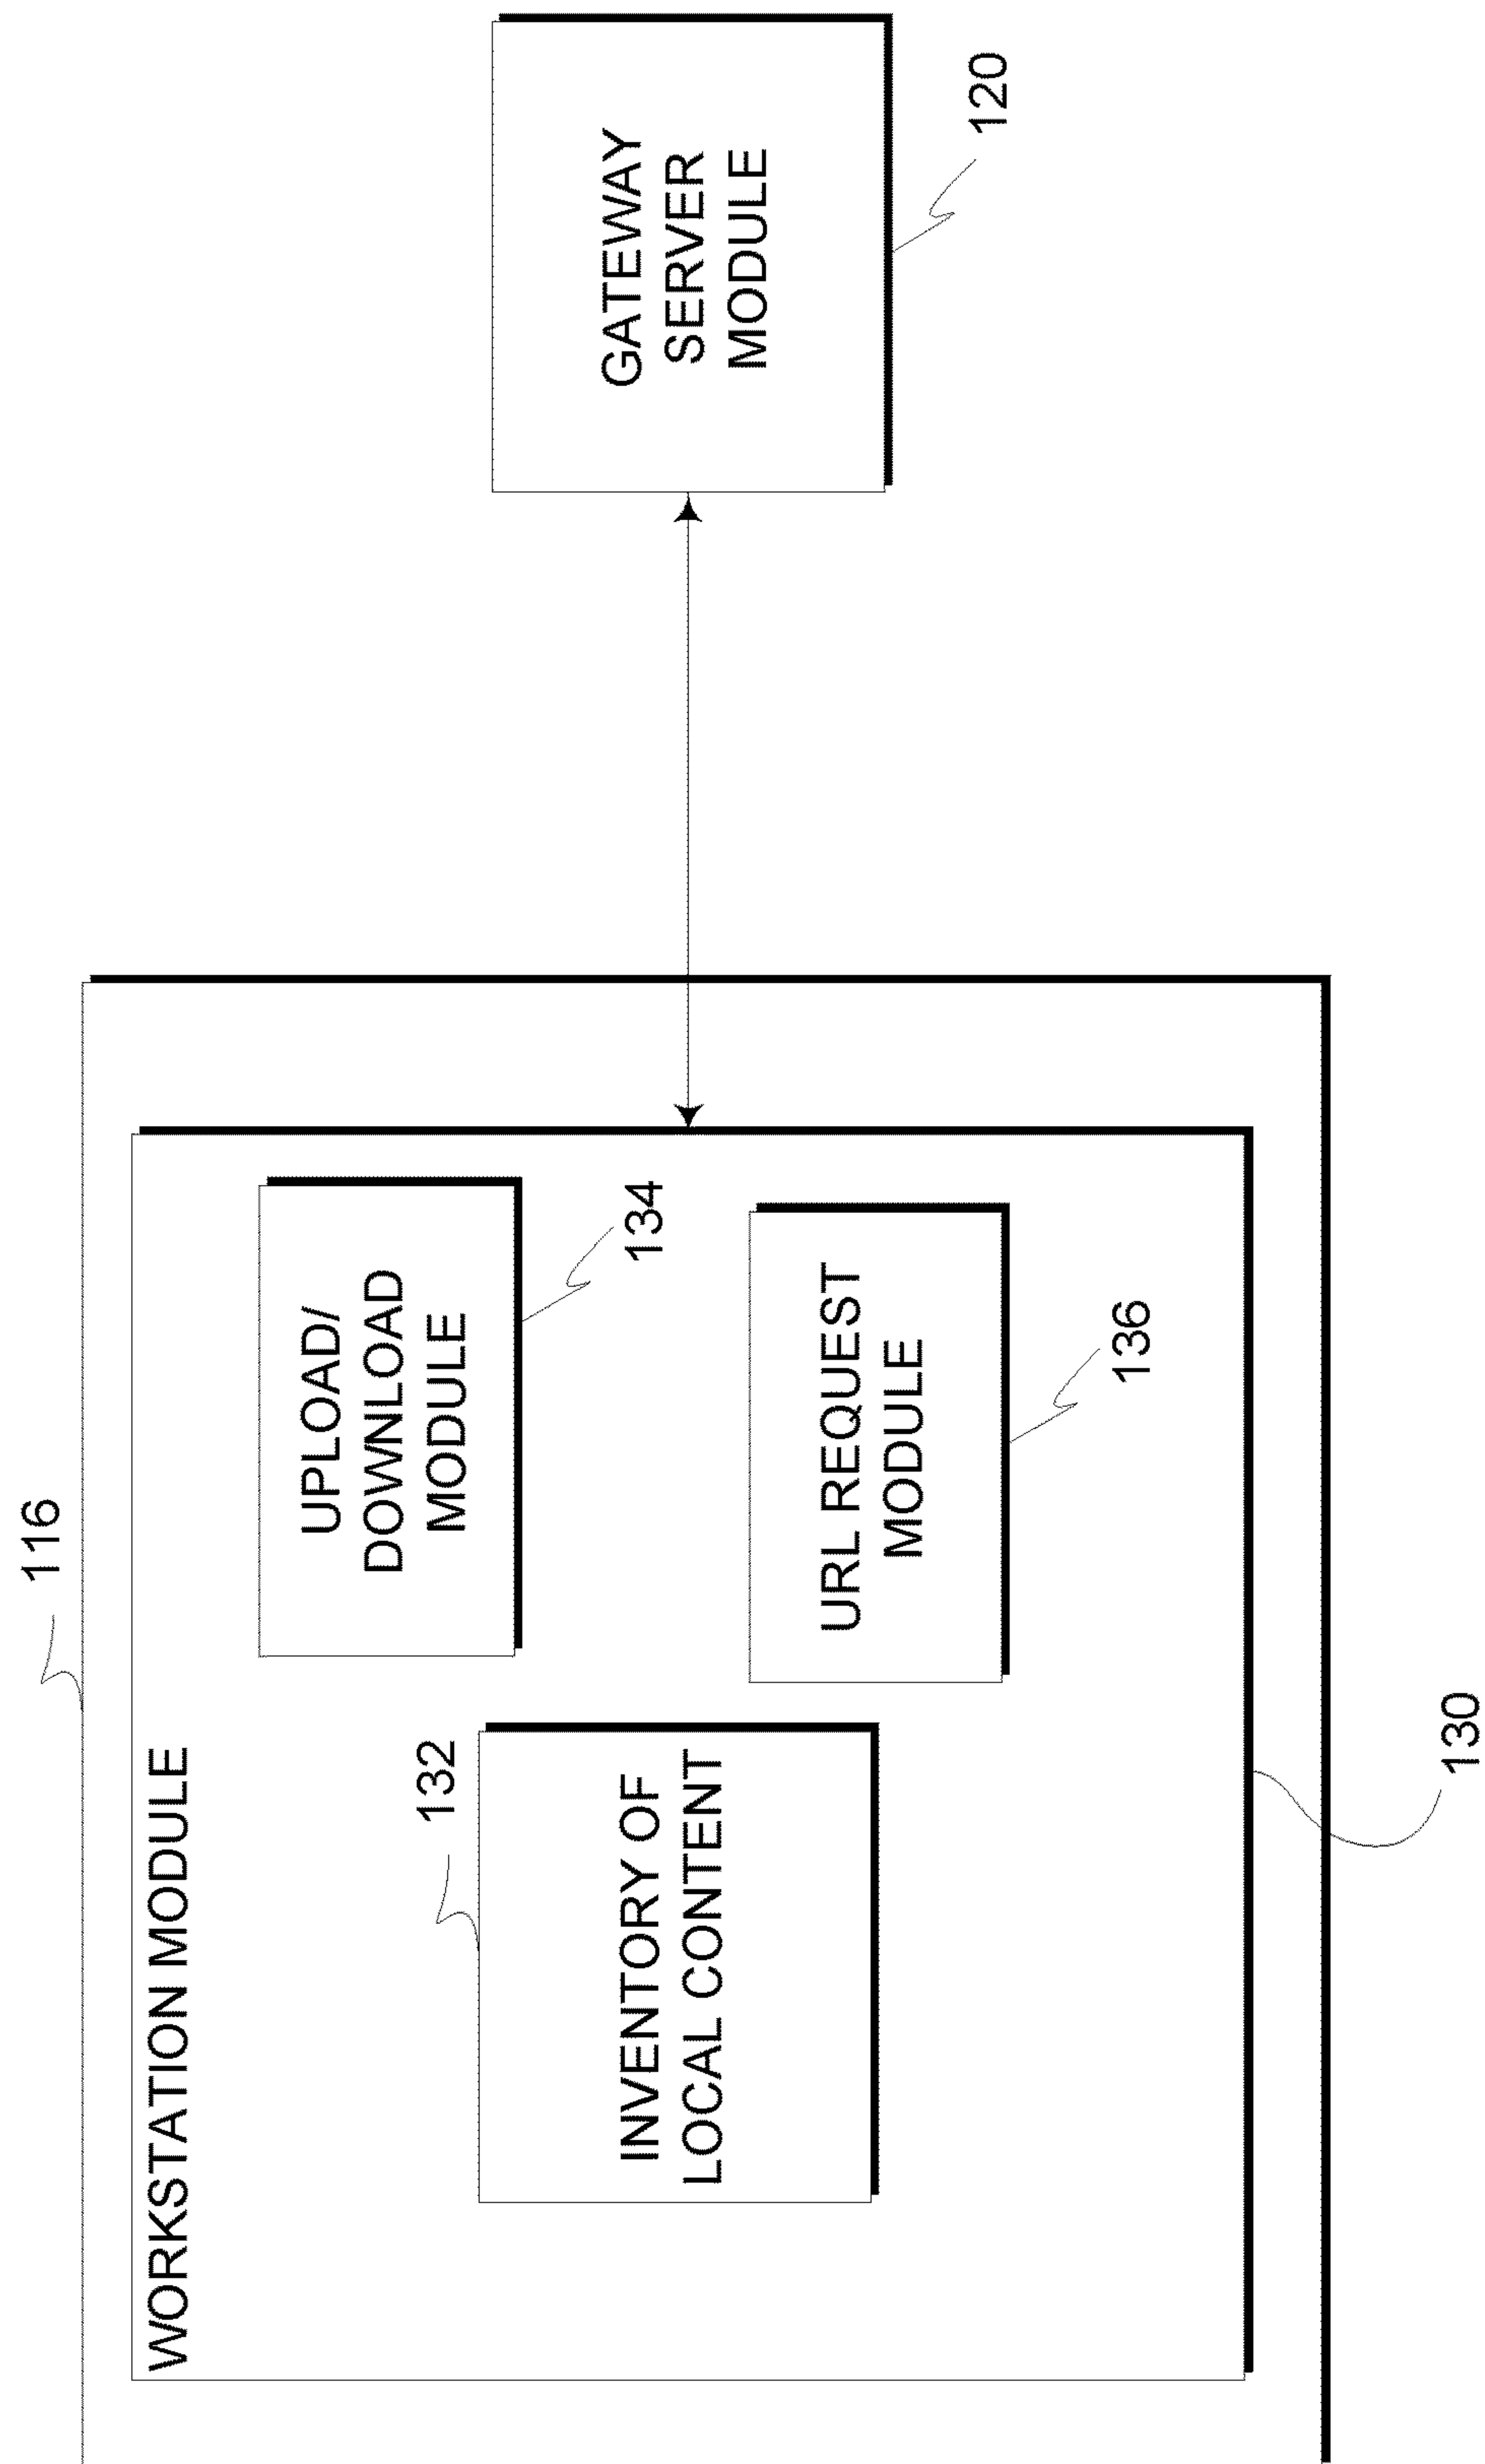 116
WORKSTATION MODULE
132
INVENTORY OF
LOCAL CONTENT
UPLOAD/
DOWNLOAD
MODULE
134
URL REQUEST
MODULE
136
130
GATEWAY
SERVER
MODULE
120